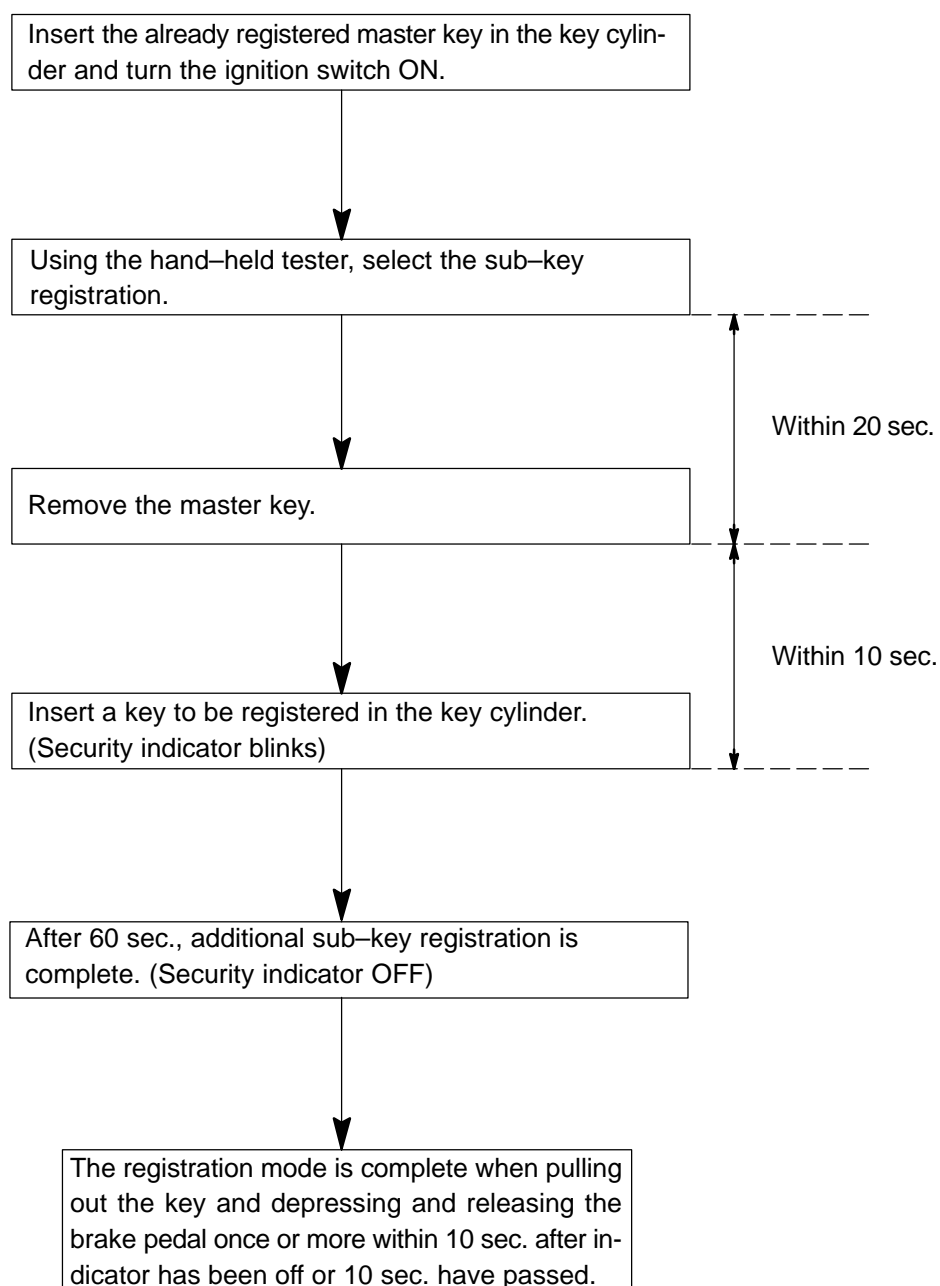 Insert the already registered master key in the key cylin-
der and turn the ignition switch ON.
Using the hand–held tester, select the sub–key
registration.
Within 20 sec.
Remove the master key.
Within 10 sec.
Insert a key to be registered in the key cylinder.
(Security indicator blinks)
After 60 sec., additional sub–key registration is
complete. (Security indicator OFF)
The registration mode is complete when pulling
out the key and depressing and releasing the
brake pedal once or more within 10 sec. after in-
dicator has been off or 10 sec. have passed.